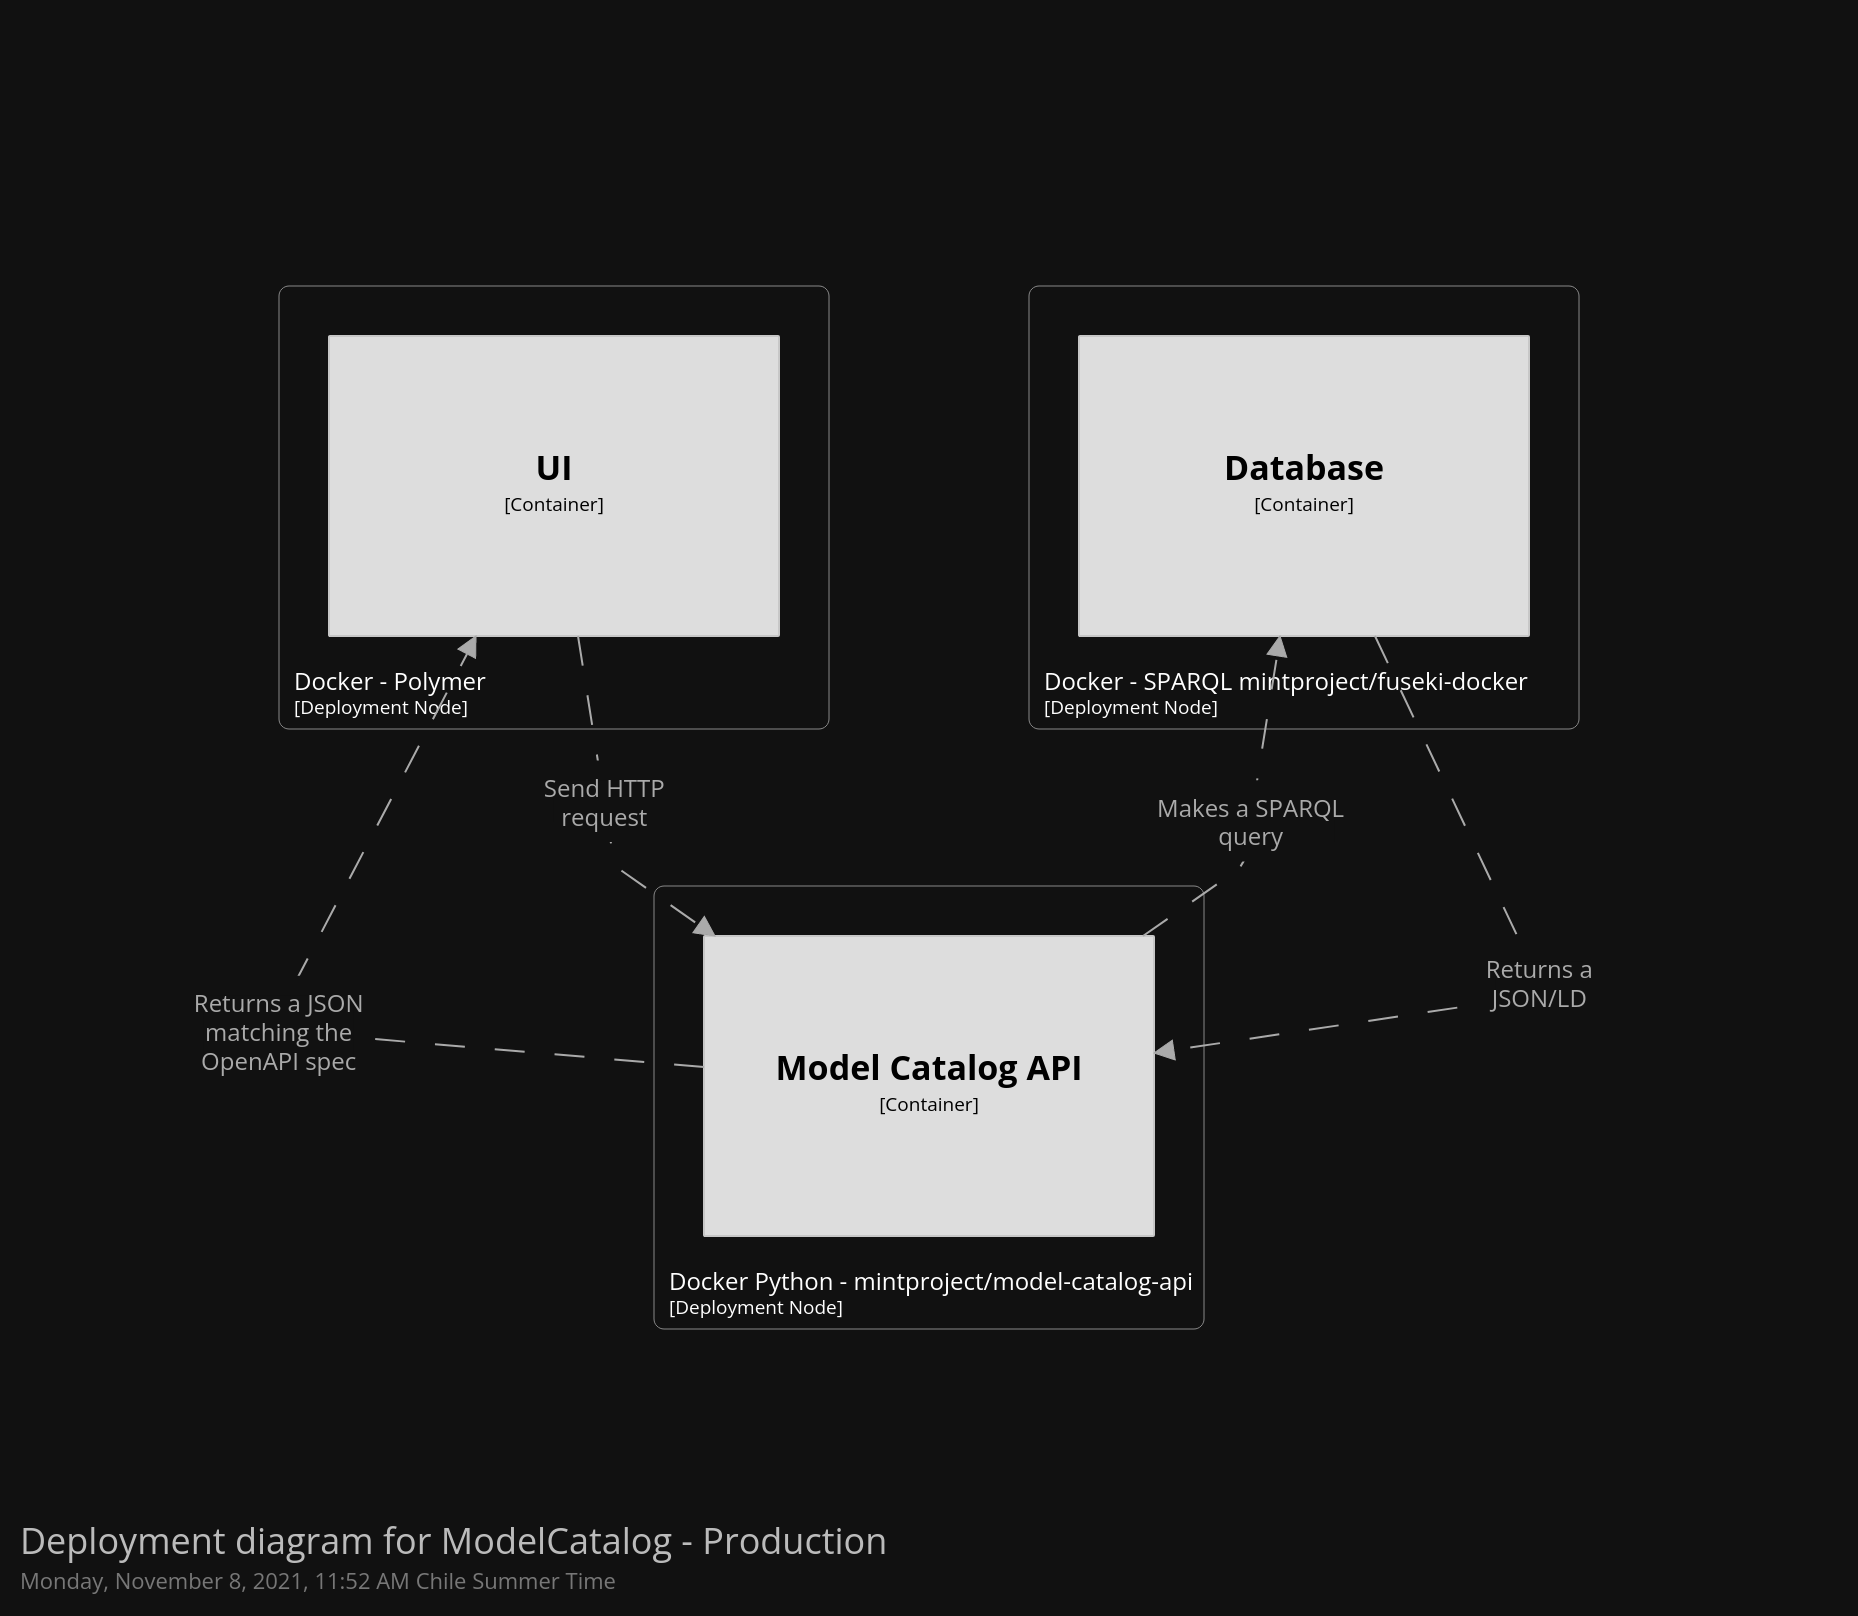 UI
[Container]
Docker - Polymer
[Deployment Node]
Database
[Container]
Docker - SPARQL mintproject/fuseki-docker
[Deployment Node]
Send HTTP
request
Makes a SPARQL
query
Returns a JSON
matching the
OpenAPI spec
Returns a
JSON/LD
Model Catalog API
[Container]
Docker Python - mintproject/model-catalog-api
[Deployment Node]
Deployment diagram for ModelCatalog - Production
Monday, November 8, 2021, 11:52 AM Chile Summer Time